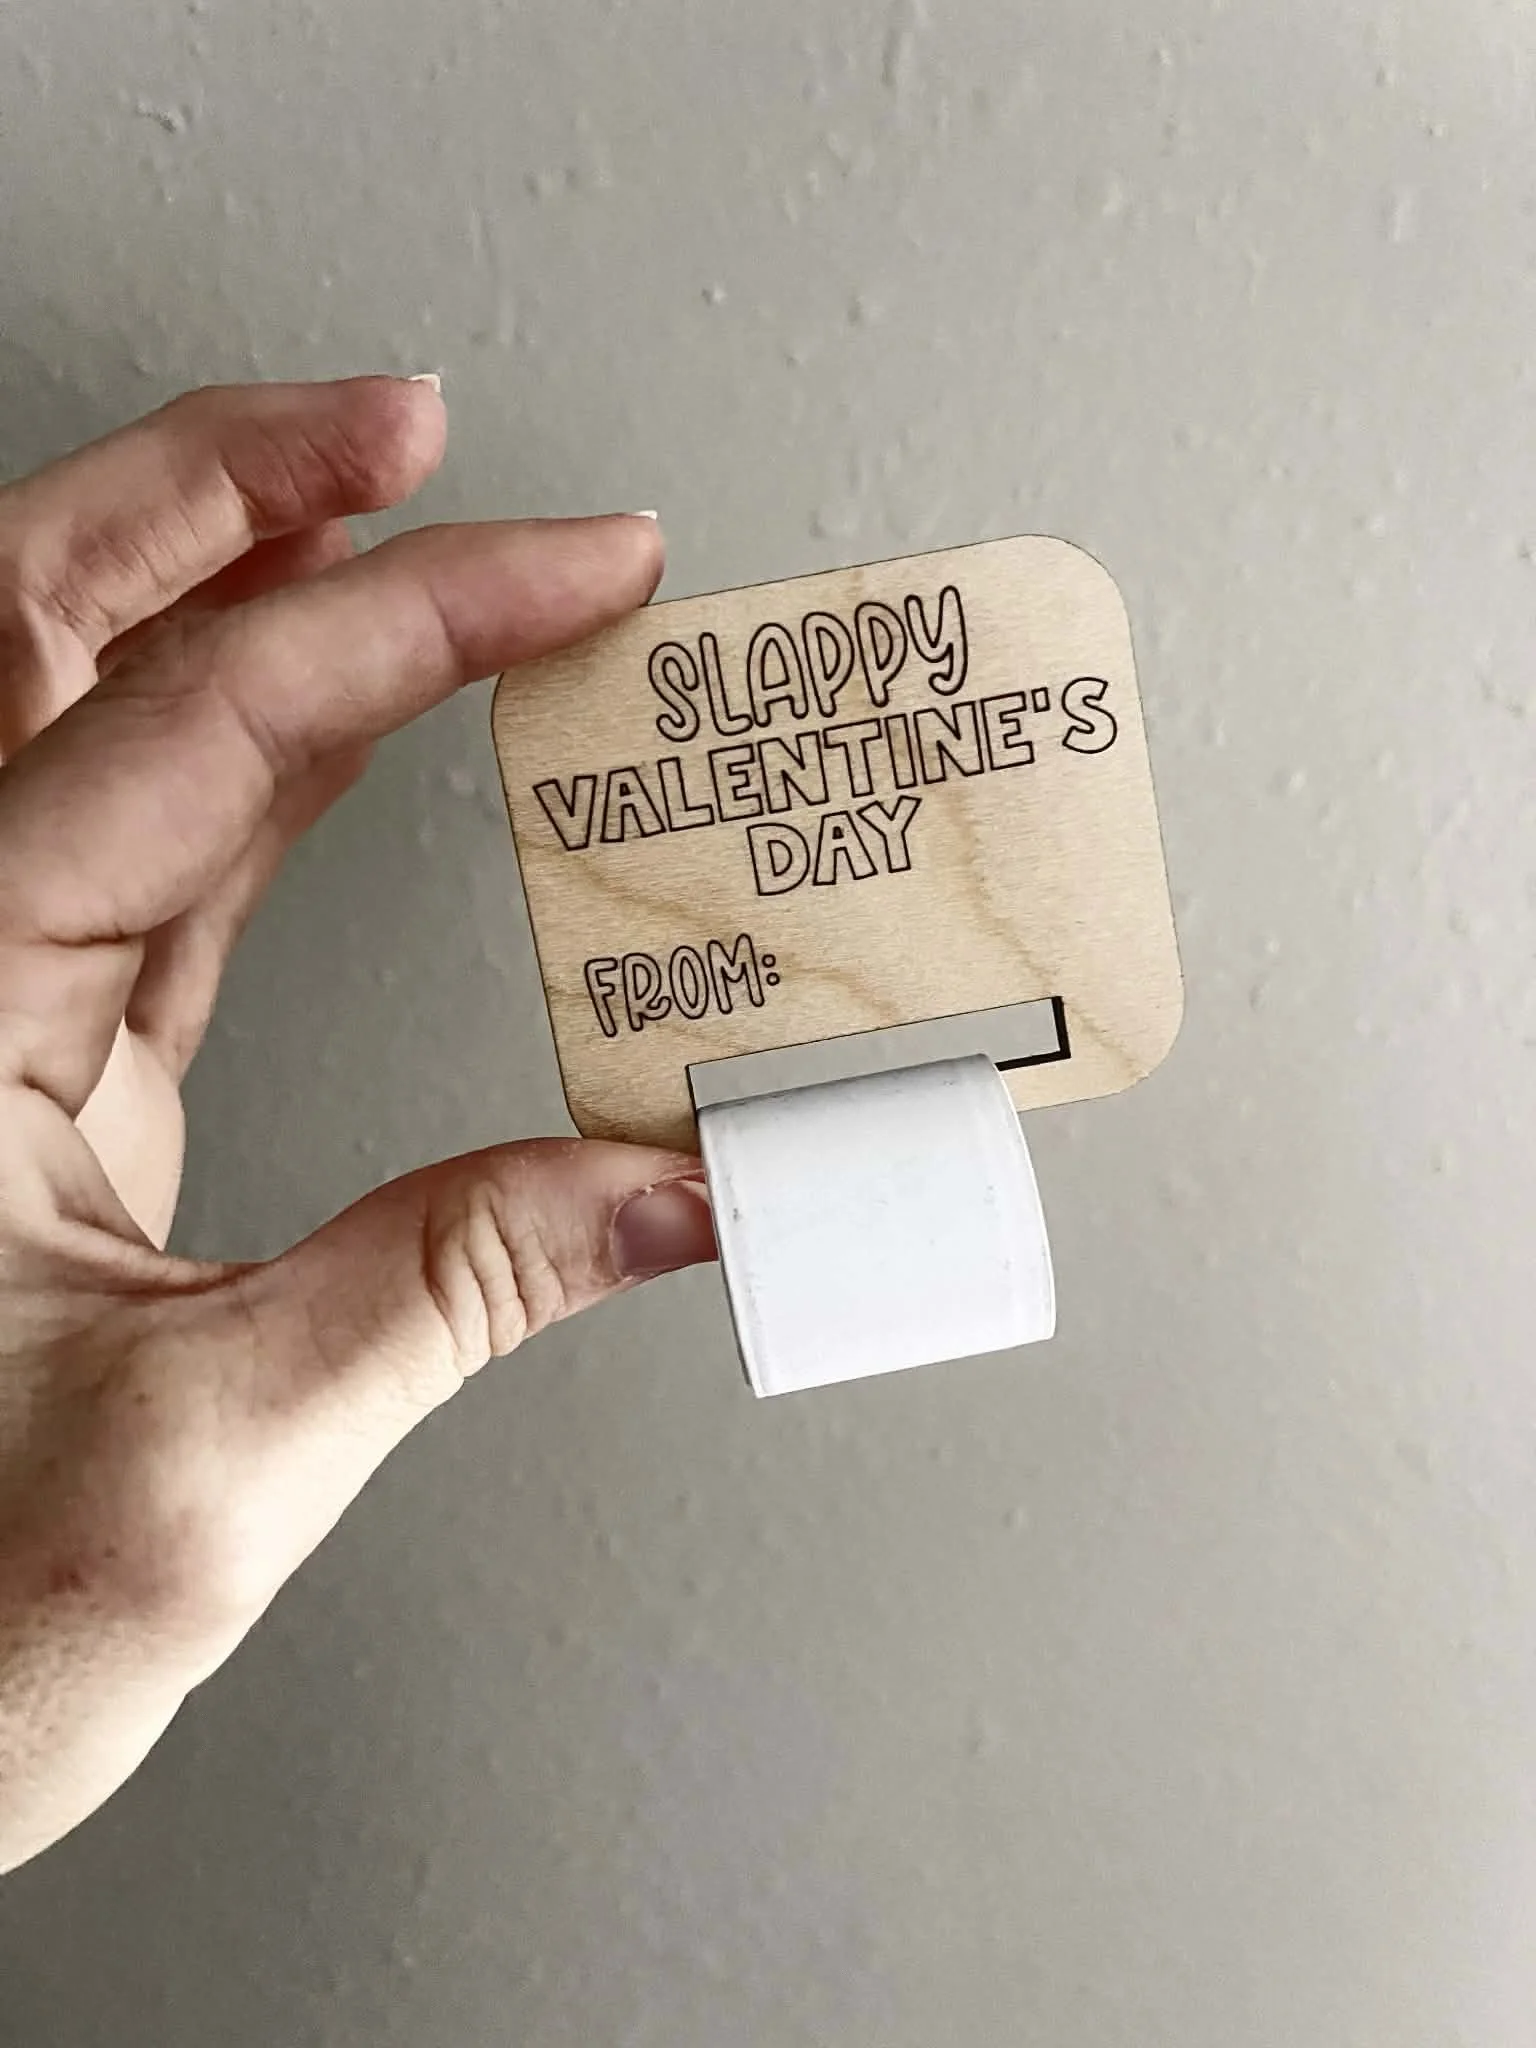 SLAPPY
VALENTINE'S
DAY
FROM: